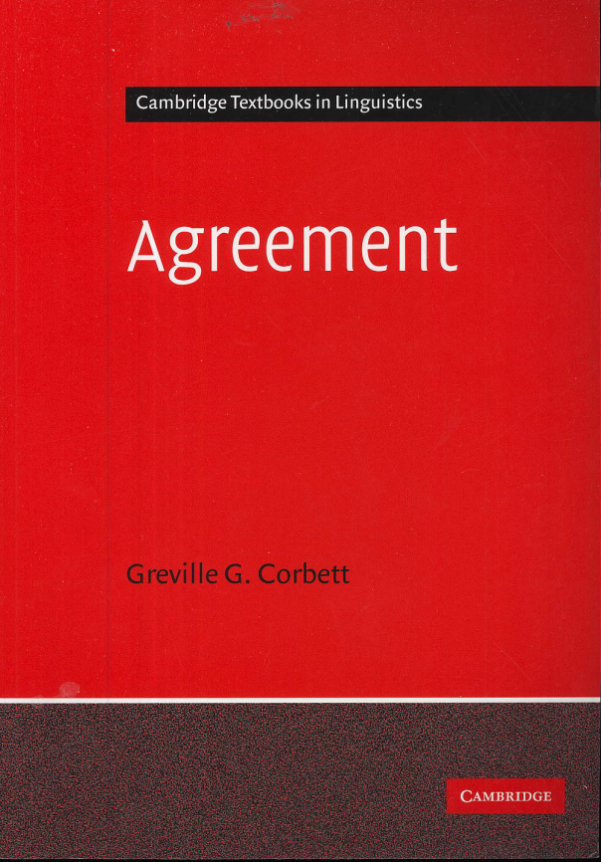 Cambridge Textbooks in Linguistics
Agreement
Greville G. Corbett
CAMBRIDGE